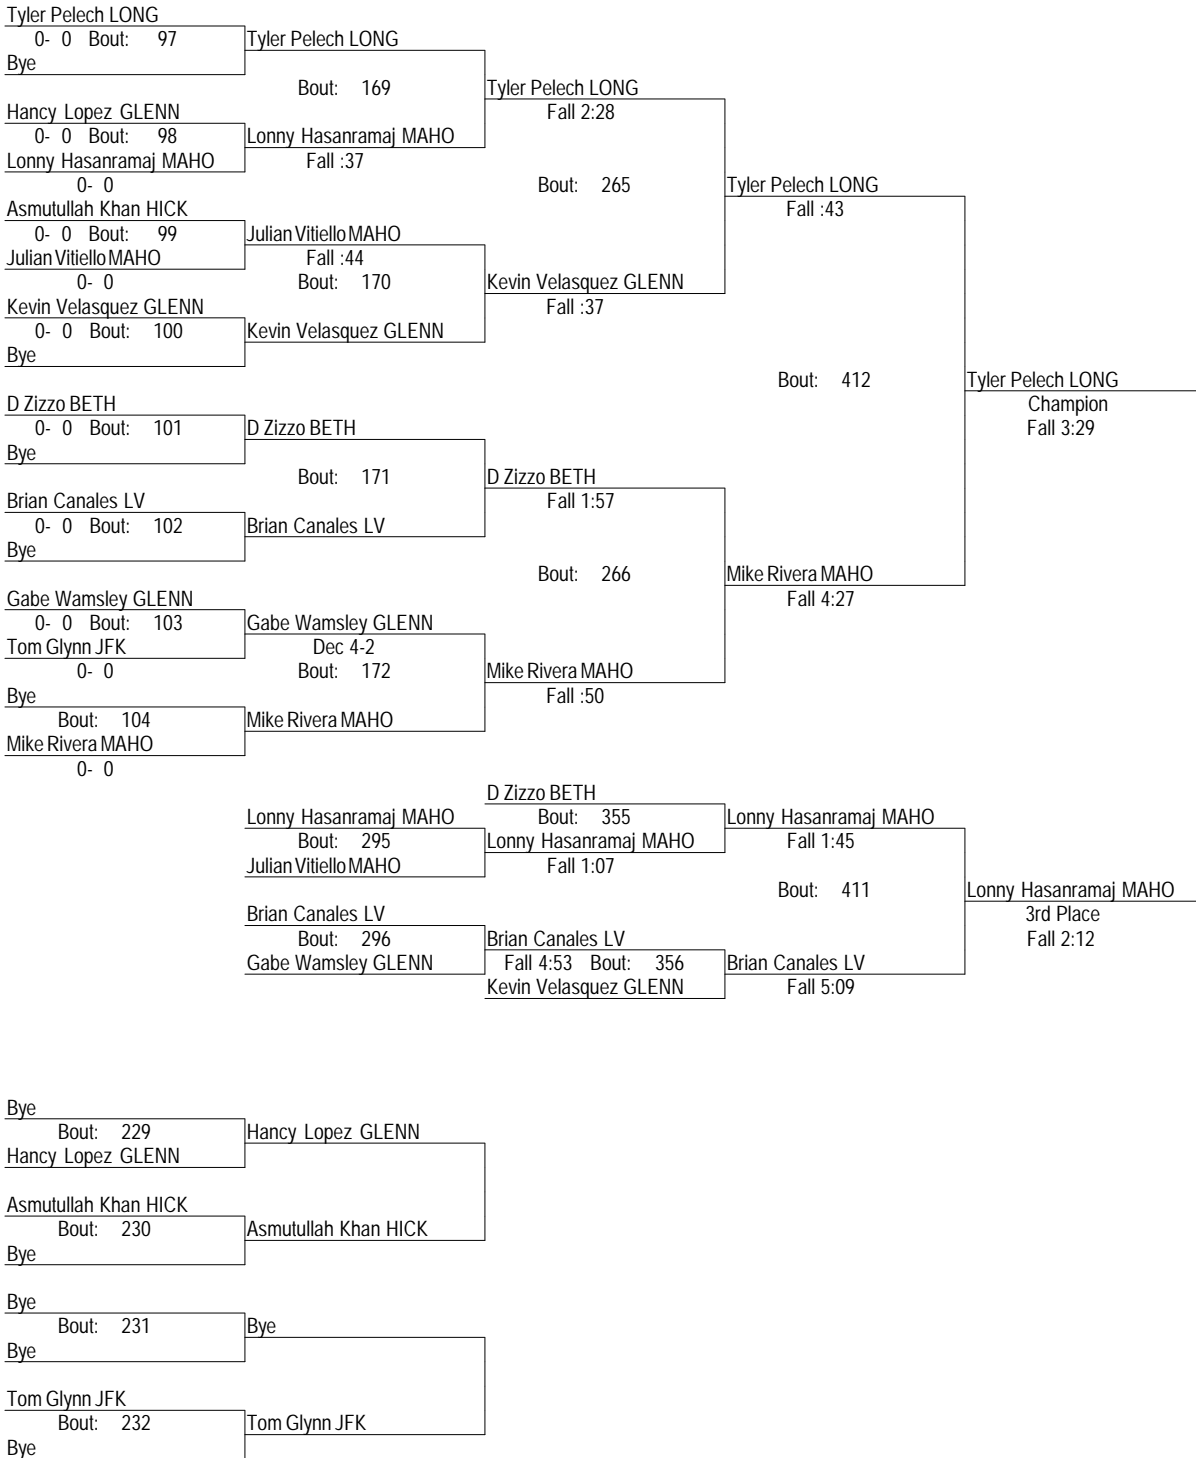 Tyler Pelech LONG
0- 0 Bout: 97
Bye
Tyler Pelech LONG
Bout: 169
Hancy Lopez GLENN
0- 0 Bout: 98
Lonny Hasanramaj MAHO
0- 0
Lonny Hasanramaj MAHO
Fall :37
Tyler Pelech LONG
Fall 2:28
Bout: 265
Asmutullah Khan HICK
0- 0 Bout: 99
Julian Vitiello MAHO
0- 0
Julian Vitiello MAHO
Fall :44
Bout: 170
Kevin Velasquez GLENN
0- 0 Bout: 100
Bye
Kevin Velasquez GLENN
Kevin Velasquez GLENN
Fall :37
Tyler Pelech LONG
Fall :43
Bout: 412
D Zizzo BETH
0- 0 Bout: 101
Bye
D Zizzo BETH
Bout: 171
Brian Canales LV
0- 0 Bout: 102
Bye
Brian Canales LV
D Zizzo BETH
Fall 1:57
Bout: 266
Gabe Wamsley GLENN
0- 0 Bout: 103
Tom Glynn JFK
0- 0
Gabe Wamsley GLENN
Dec 4-2
Bout: 172
Bye
Bout: 104
Mike Rivera MAHO
0- 0
Mike Rivera MAHO
Mike Rivera MAHO
Fall :50
Mike Rivera MAHO
Fall 4:27
Tyler Pelech LONG
Champion
Fall 3:29
D Zizzo BETH
Bout: 355
Lonny Hasanramaj MAHO
Bout: 295
Julian Vitiello MAHO
Lonny Hasanramaj MAHO
Fall 1:07
Lonny Hasanramaj MAHO
Fall 1:45
Bout: 411
Brian Canales LV
Bout: 296
Gabe Wamsley GLENN
Brian Canales LV
Fall 4:53 Bout: 356
Kevin Velasquez GLENN
Brian Canales LV
Fall 5:09
Lonny Hasanramaj MAHO
3rd Place
Fall 2:12
Bye
Bout: 229
Hancy Lopez GLENN
Hancy Lopez GLENN
Asmutullah Khan HICK
Bout: 230
Bye
Asmutullah Khan HICK
Bye
Bout: 231
Bye
Bye
Tom Glynn JFK
Bout: 232
Bye
Tom Glynn JFK